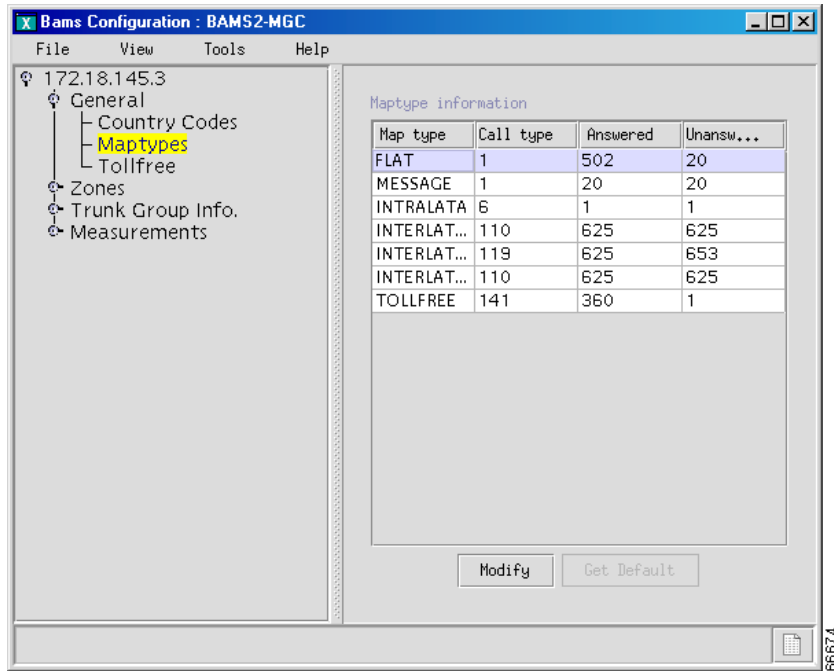 Bams Configuration : BAMS2-MGC
File View Tools Help
172.18.145.3
General
Country Codes
Maptypes
Tollfree
Zones
Trunk Group Info.
Measurements
Maptype information
Map type Call type Answered Unansw...
FLAT 1 502 20
MESSAGE 1 20 20
INTRALATA 6 1 1
INTERLAT... 110 625 625
INTERLAT... 119 625 653
INTERLAT... 110 625 625
TOLLFREE 141 360 1
Modify Get Default
66674